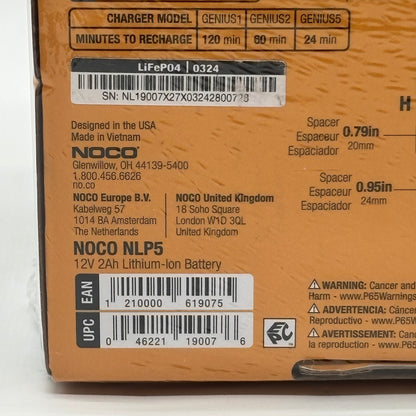 CHARGER MODEL GENIUS1 GENIUS2 GENIUS5
MINUTES TO RECHARGE 120 min 60 min 24 min
LiFePO4 | 0324
SN: NL19007X27X0324280077B
Designed in the USA
Made in Vietnam
NOCO
Glenwillow, OH 44139-5400
1.800.456.6626
no.co
NOCO Europe B.V.
Kabelweg 57
1014 BA Amsterdam
The Netherlands
NOCO United Kingdom
18 Soho Square
London W1D 3QL
United Kingdom
NOCO NLP5
12V 2Ah Lithium-Ion Battery
EAN
1 210000 619075
UPC
0 46221 19007 6
H
Spacer
Espaceur
Espaciador
0.79in
20mm
Spacer
Espaceur
Espaciador
0.95in
24mm
WARNING: Cancer and
Harm - www.P65Warnings
ADVERTENCIA: Cáncer
Reproductivo - www.P65
AVERTISSEMENT: Cancer
la reproduction - www.P6